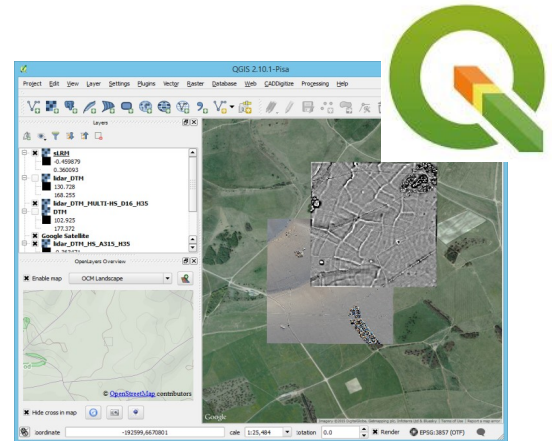 QGIS 2.10.1-Pisa
Project Edit View Layer Settings Plugins Vector Raster Database Web CADDigitize Processing Help
Layers
sLRM
-0.459879
0.360093
lidar_DTM
130.728
168.255
lidar_DTM_MULTI-HS_D16_H35
DTM
102.925
177.372
Google Satellite
lidar_DTM_HS_A315_H35
OpenLayers Overview
Enable map OCM Landscape
© OpenStreetMap contributors
Hide cross in map
Google
oordinate -192599,6670801 cale 1:25,484 otation 0.0 Render EPSG:3857 (OTF)